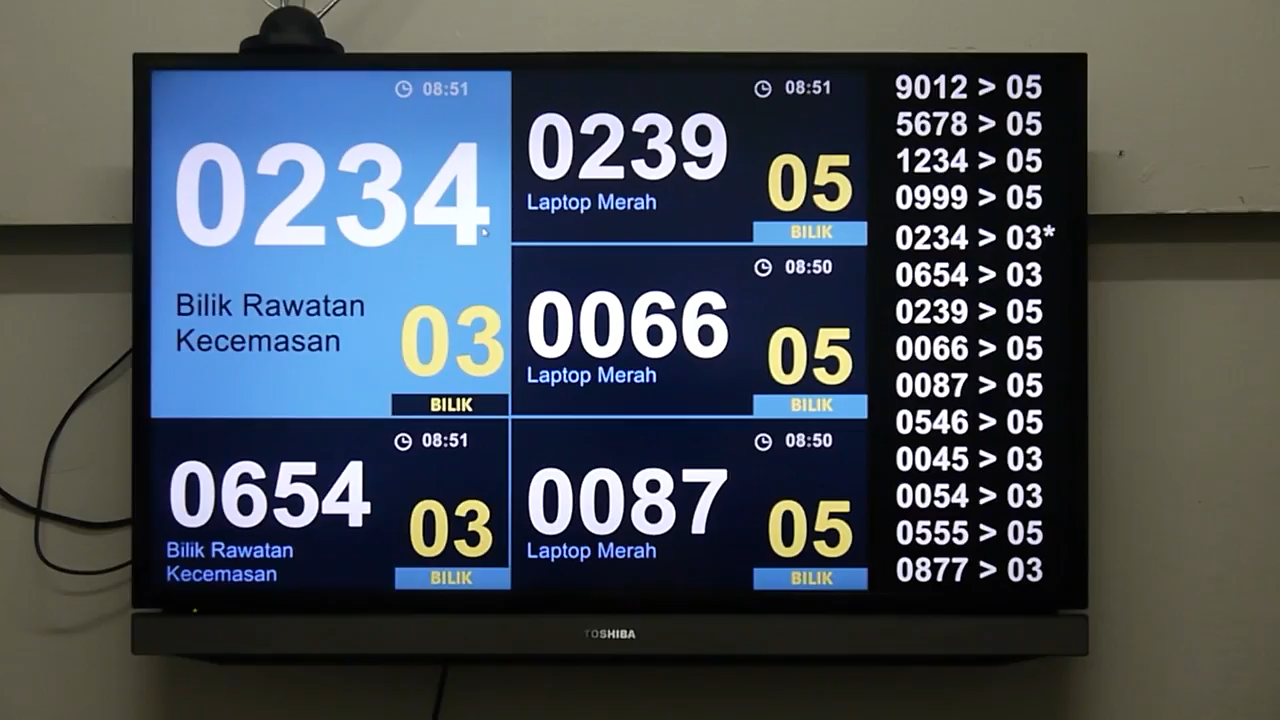 08:51
0234
Bilik Rawatan
Kecemasan
03
BILIK
08:51
0654
03
Bilik Rawatan
Kecemasan
BILIK
08:51
0239
Laptop Merah
05
BILIK
08:50
0066
Laptop Merah
05
BILIK
08:50
0087
Laptop Merah
05
BILIK
9012 > 05
5678 > 05
1234 > 05
0999 > 05
0234 > 03*
0654 > 03
0239 > 05
0066 > 05
0087 > 05
0546 > 05
0045 > 03
0054 > 03
0555 > 05
0877 > 03
TOSHIBA